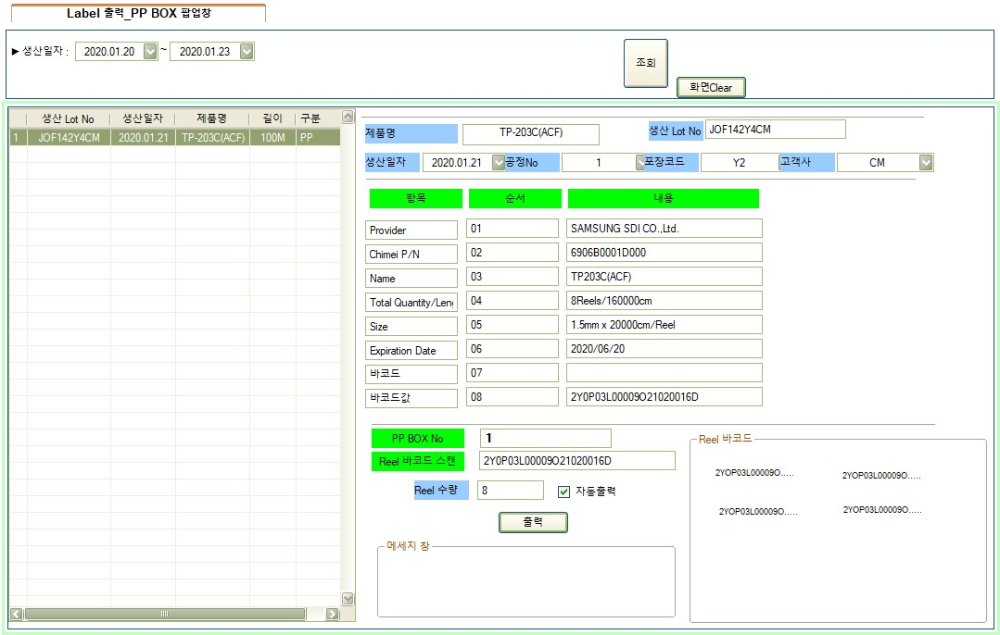 Label 출력_PP BOX 팝업창
▶ 생산일자 : 2020.01.20 ~ 2020.01.23
조회
화면Clear
생산 Lot No 생산일자 제품명 길이 구분
1 JOF142Y4CM 2020.01.21 TP-203C(ACF) 100M PP
제품명 TP-203C(ACF) 생산 Lot No JOF142Y4CM
생산일자 2020.01.21 공정No 1 포장코드 Y2 고객사 CM
항목 순서 내용
Provider 01 SAMSUNG SDI CO.,Ltd.
Chimei P/N 02 6906B0001D000
Name 03 TP203C(ACF)
Total Quantity/Leng 04 8Reels/160000cm
Size 05 1.5mm x 20000cm/Reel
Expiration Date 06 2020/06/20
바코드 07
바코드값 08 2Y0P03L00009O21020016D
PP BOX No 1
Reel 바코드 스캔 2Y0P03L00009O21020016D
Reel 수량 8 자동출력
출력
메세지 창
Reel 바코드
2YOP03L00009O..... 2YOP03L00009O.....
2YOP03L00009O..... 2YOP03L00009O.....